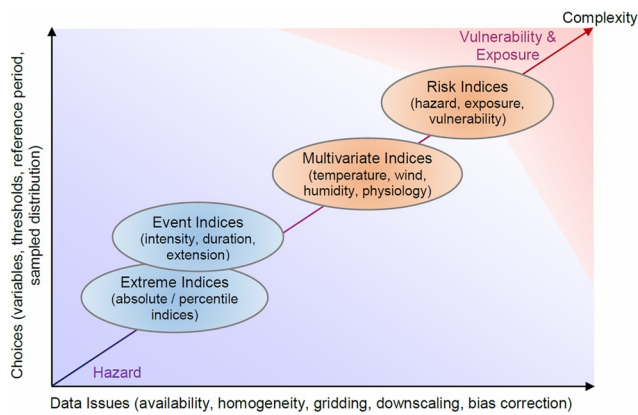 Complexity
Vulnerability &
Exposure
Risk Indices
(hazard, exposure,
vulnerability)
Multivariate Indices
(temperature, wind,
humidity, physiology)
Event Indices
(intensity, duration,
extension)
Extreme Indices
(absolute / percentile
indices)
Hazard
Choices (variables, thresholds, reference period,
sampled distribution)
Data Issues (availability, homogeneity, gridding, downscaling, bias correction)